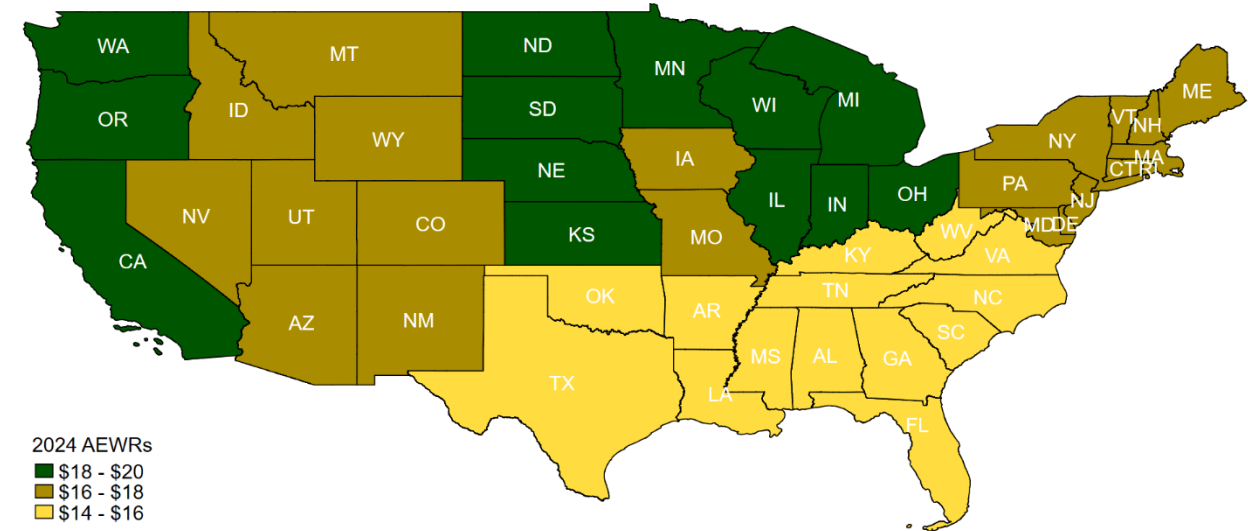 WA
MT
ND
MN
OR
ID
SD
WI
MI
ME
WY
VT
NH
NY
MA
IA
NE
CT
RI
PA
NV
UT
CO
KS
MO
IL
IN
OH
NJ
MD
DE
CA
WV
KY
VA
AZ
NM
OK
AR
TN
NC
SC
TX
LA
MS
AL
GA
FL
2024 AEWRs
$18 - $20
$16 - $18
$14 - $16